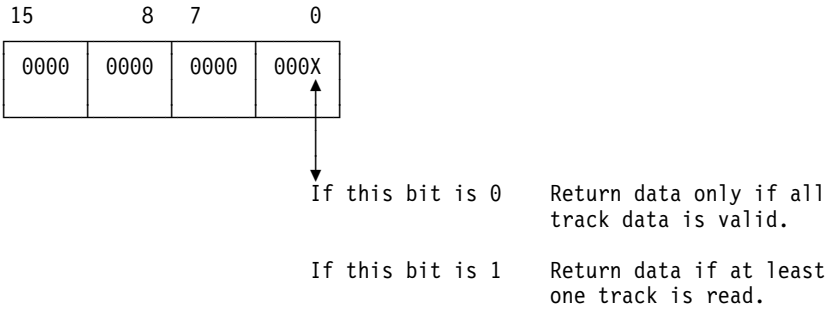 15 8 7 0
0000 0000 0000 000X
If this bit is 0 Return data only if all
track data is valid.
If this bit is 1 Return data if at least
one track is read.